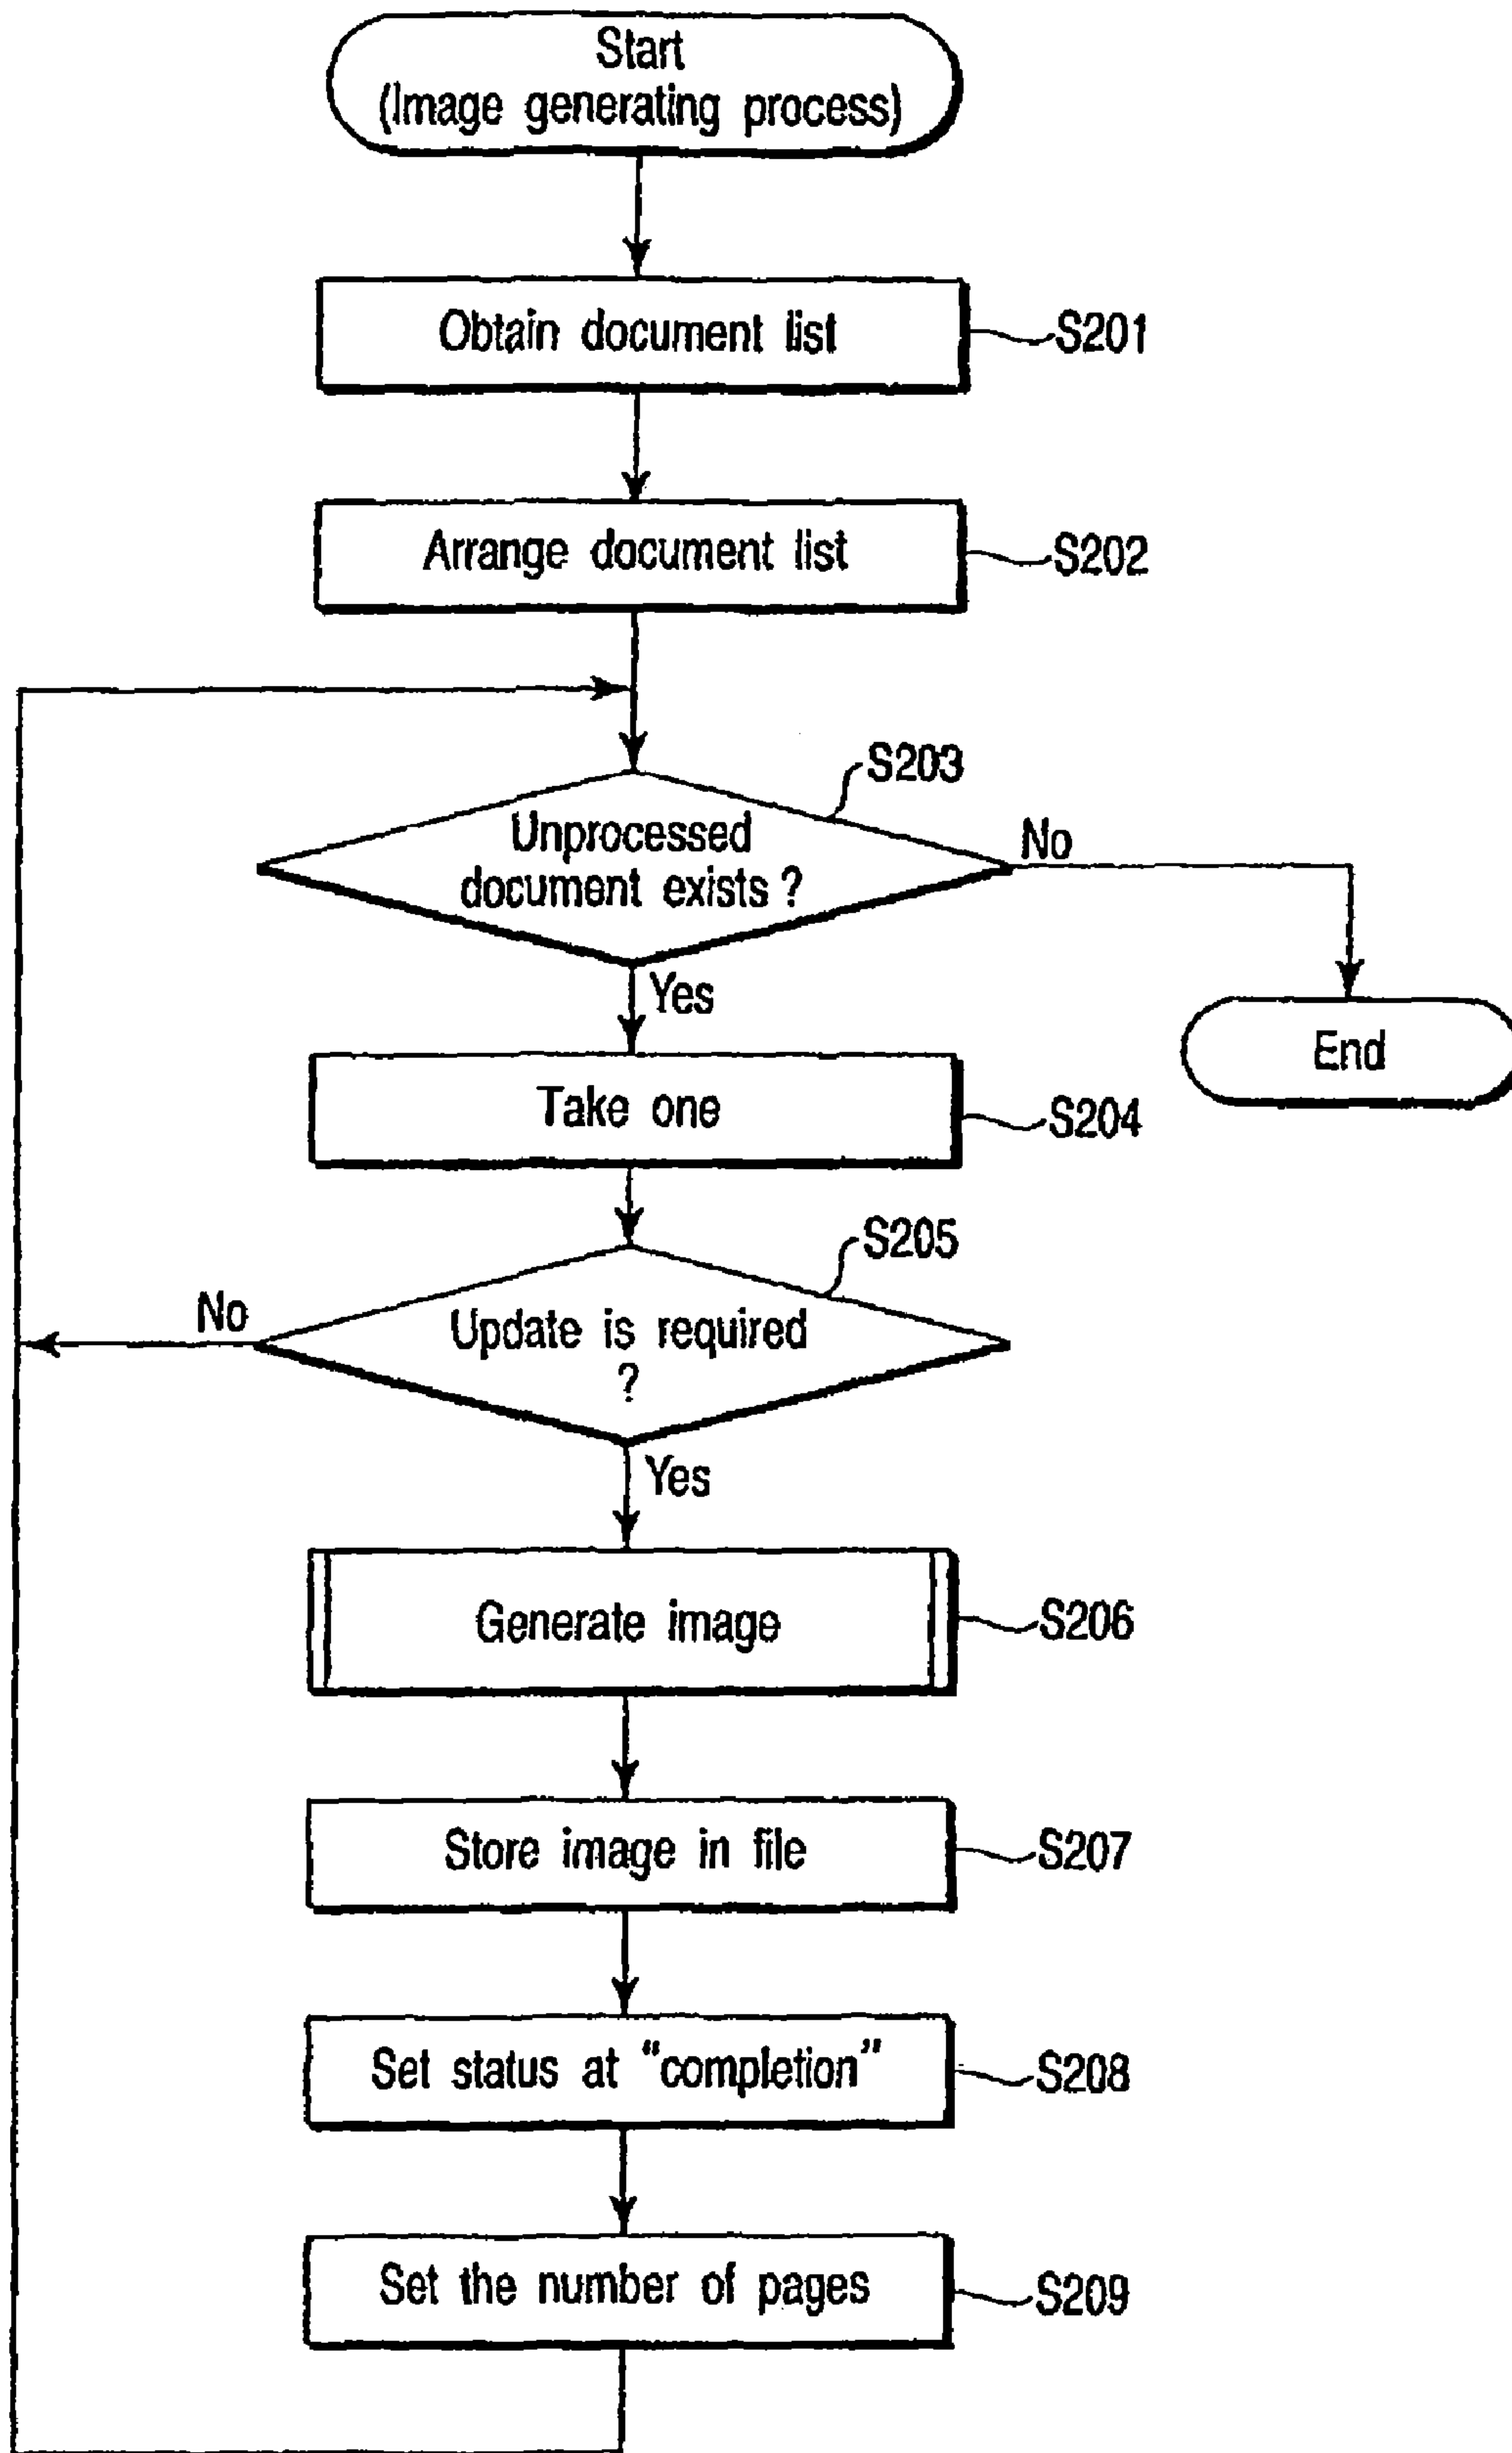 Start
(Image generating process)
Obtain document list
S201
Arrange document list
S202
S203
Unprocessed
document exists ?
No
Yes
End
Take one
S204
S205
No
Update is required
?
Yes
Generate image
S206
Store image in file
S207
Set status at “completion”
S208
Set the number of pages
S209